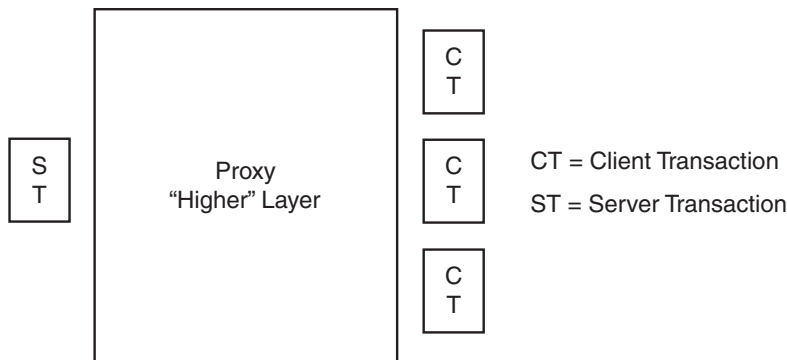 S
T
Proxy
“Higher” Layer
C
T
C
T
C
T
CT = Client Transaction
ST = Server Transaction